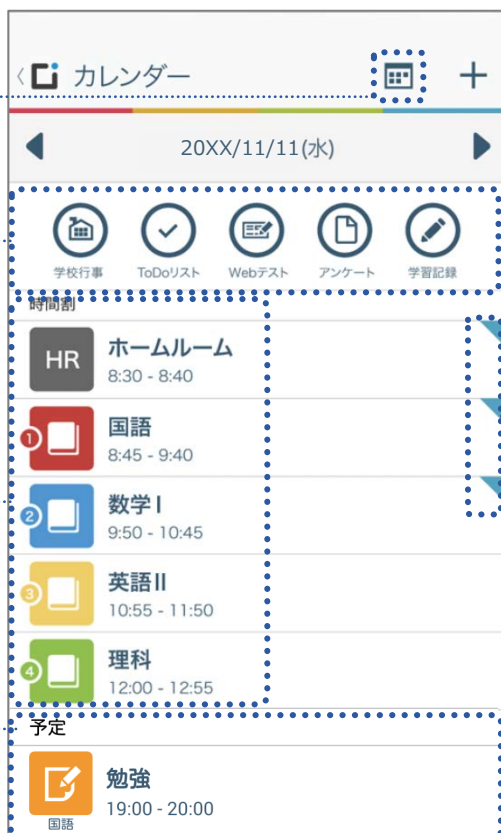 カレンダー
20XX/11/11(水)
学校行事 ToDoリスト Webテスト アンケート 学習記録
時間割
HR ホームルーム
8:30 - 8:40
1 国語
8:45 - 9:40
2 数学I
9:50 - 10:45
3 英語II
10:55 - 11:50
4 理科
12:00 - 12:55
予定
勉強
19:00 - 20:00
国語